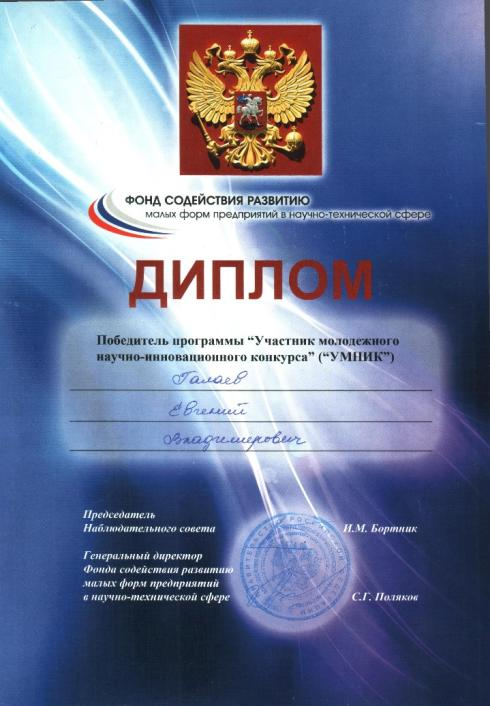 ФОНД СОДЕЙСТВИЯ РАЗВИТИЮ
малых форм предприятий в научно-технической сфере
ДИПЛОМ
Победитель программы “Участник молодежного
научно-инновационного конкурса” (“УМНИК”)
Галаев
Евгений
Владимирович
Председатель
Наблюдательного совета И.М. Бортник
Генеральный директор
Фонда содействия развитию
малых форм предприятий
в научно-технической сфере С.Г. Поляков